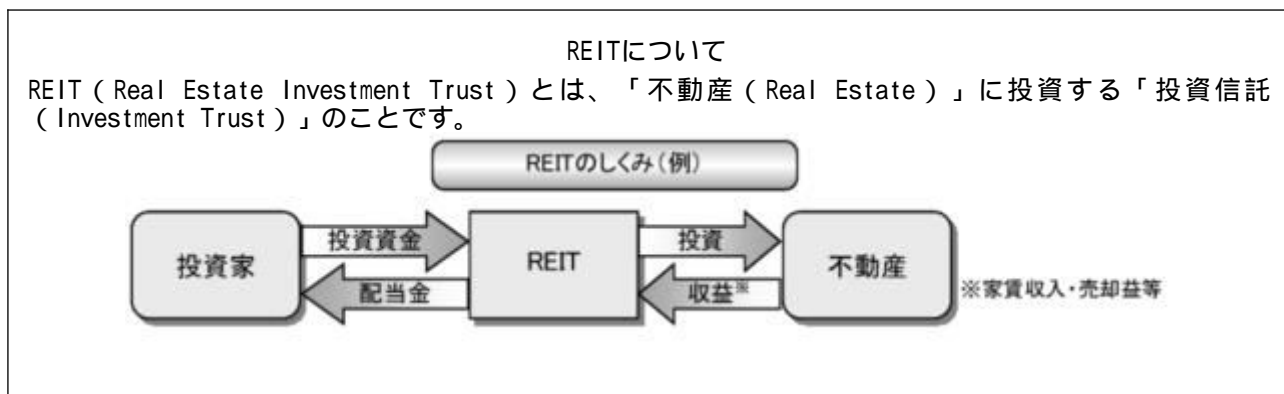 REITについて
REIT(Real Estate Investment Trust)とは、「不動産(Real Estate)」に投資する「投資信託
(Investment Trust)」のことです。
REITのしくみ(例)
投資家
投資資金
配当金
REIT
投資
収益※
不動産
※家賃収入・売却益等